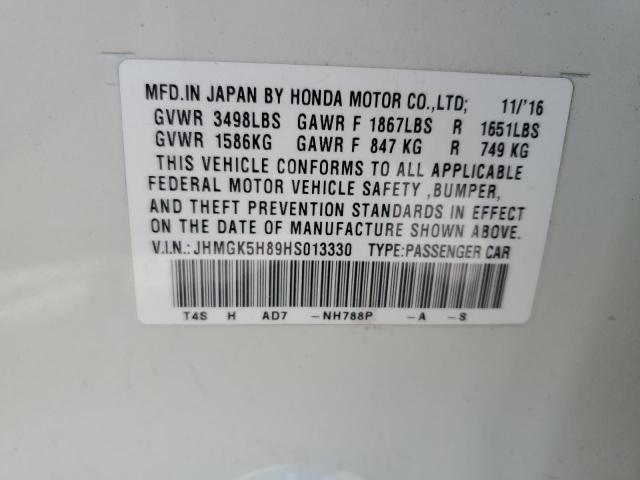 MFD.IN JAPAN BY HONDA MOTOR CO.,LTD; 11/'16
GVWR 3498LBS GAWR F 1867LBS R 1651LBS
GVWR 1586KG GAWR F 847 KG R 749 KG
THIS VEHICLE CONFORMS TO ALL APPLICABLE
FEDERAL MOTOR VEHICLE SAFETY ,BUMPER,
AND THEFT PREVENTION STANDARDS IN EFFECT
ON THE DATE OF MANUFACTURE SHOWN ABOVE.
V.I.N.: JHMGK5H89HS013330 TYPE:PASSENGER CAR
T4S H AD7 -NH788P -A -S